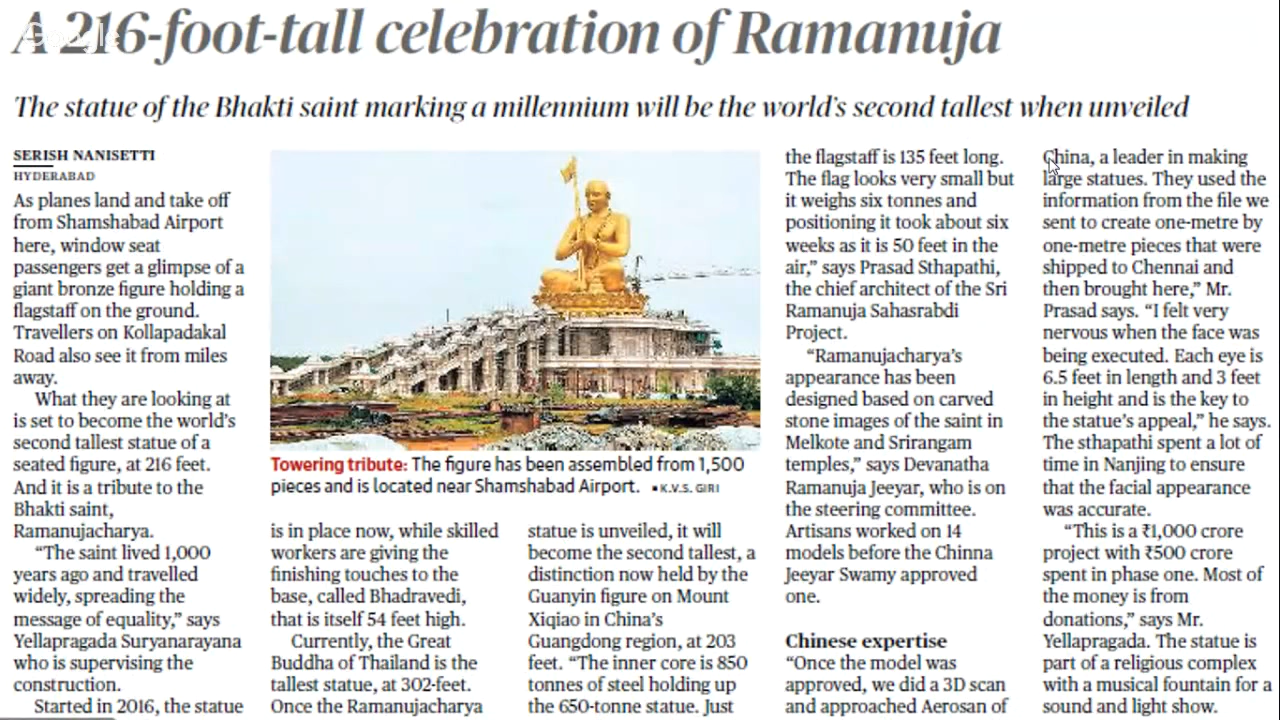 A 216-foot-tall celebration of Ramanuja
Google
The statue of the Bhakti saint marking a millennium will be the world's second tallest when unveiled
SERISH NANISETTI
HYDERABAD
As planes land and take off
from Shamshabad Airport
here, window seat
passengers get a glimpse of a
giant bronze figure holding a
flagstaff on the ground.
Travellers on Kollapadakal
Road also see it from miles
away.
What they are looking at
is set to become the world's
second tallest statue of a
seated figure, at 216 feet.
And it is a tribute to the
Bhakti saint,
Ramanujacharya.
“The saint lived 1,000
years ago and travelled
widely, spreading the
message of equality,” says
Yellapragada Suryanarayana
who is supervising the
construction.
Started in 2016, the statue
Towering tribute: The figure has been assembled from 1,500
pieces and is located near Shamshabad Airport. ▪ K.V.S. GIRI
is in place now, while skilled
workers are giving the
finishing touches to the
base, called Bhadravedi,
that is itself 54 feet high.
Currently, the Great
Buddha of Thailand is the
tallest statue, at 302-feet.
Once the Ramanujacharya
statue is unveiled, it will
become the second tallest, a
distinction now held by the
Guanyin figure on Mount
Xiqiao in China's
Guangdong region, at 203
feet. “The inner core is 850
tonnes of steel holding up
the 650-tonne statue. Just
the flagstaff is 135 feet long.
The flag looks very small but
it weighs six tonnes and
positioning it took about six
weeks as it is 50 feet in the
air,” says Prasad Sthapathi,
the chief architect of the Sri
Ramanuja Sahasrabdi
Project.
“Ramanujacharya's
appearance has been
designed based on carved
stone images of the saint in
Melkote and Srirangam
temples,” says Devanatha
Ramanuja Jeeyar, who is on
the steering committee.
Artisans worked on 14
models before the Chinna
Jeeyar Swamy approved
one.
Chinese expertise
“Once the model was
approved, we did a 3D scan
and approached Aerosan of
China, a leader in making
large statues. They used the
information from the file we
sent to create one-metre by
one-metre pieces that were
shipped to Chennai and
then brought here,” Mr.
Prasad says. “I felt very
nervous when the face was
being executed. Each eye is
6.5 feet in length and 3 feet
in height and is the key to
the statue's appeal,” he says.
The sthapathi spent a lot of
time in Nanjing to ensure
that the facial appearance
was accurate.
“This is a ₹1,000 crore
project with ₹500 crore
spent in phase one. Most of
the money is from
donations,” says Mr.
Yellapragada. The statue is
part of a religious complex
with a musical fountain for a
sound and light show.